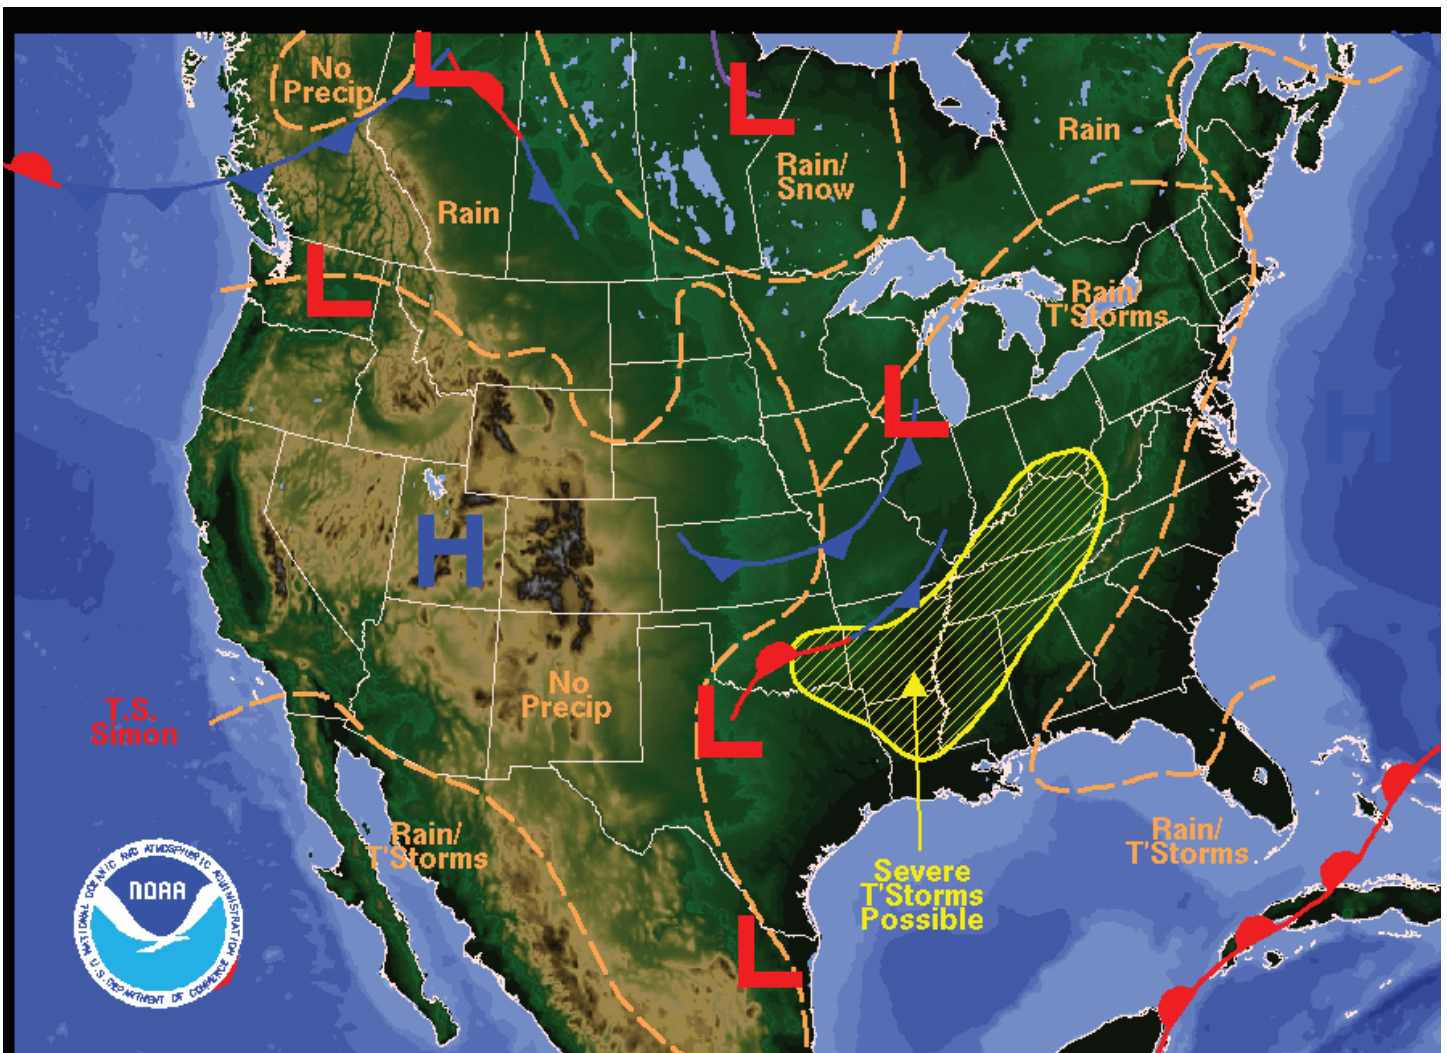 No
Precip
L
L
Rain
Rain/
Snow
Rain
L
Rain/
T'Storms
L
H
H
No
Precip
T.S.
Simon
L
Rain/
T'Storms
Rain/
T'Storms
Severe
T'Storms
Possible
L
NATIONAL OCEANIC AND ATMOSPHERIC ADMINISTRATION
NOAA
U.S. DEPARTMENT OF COMMERCE